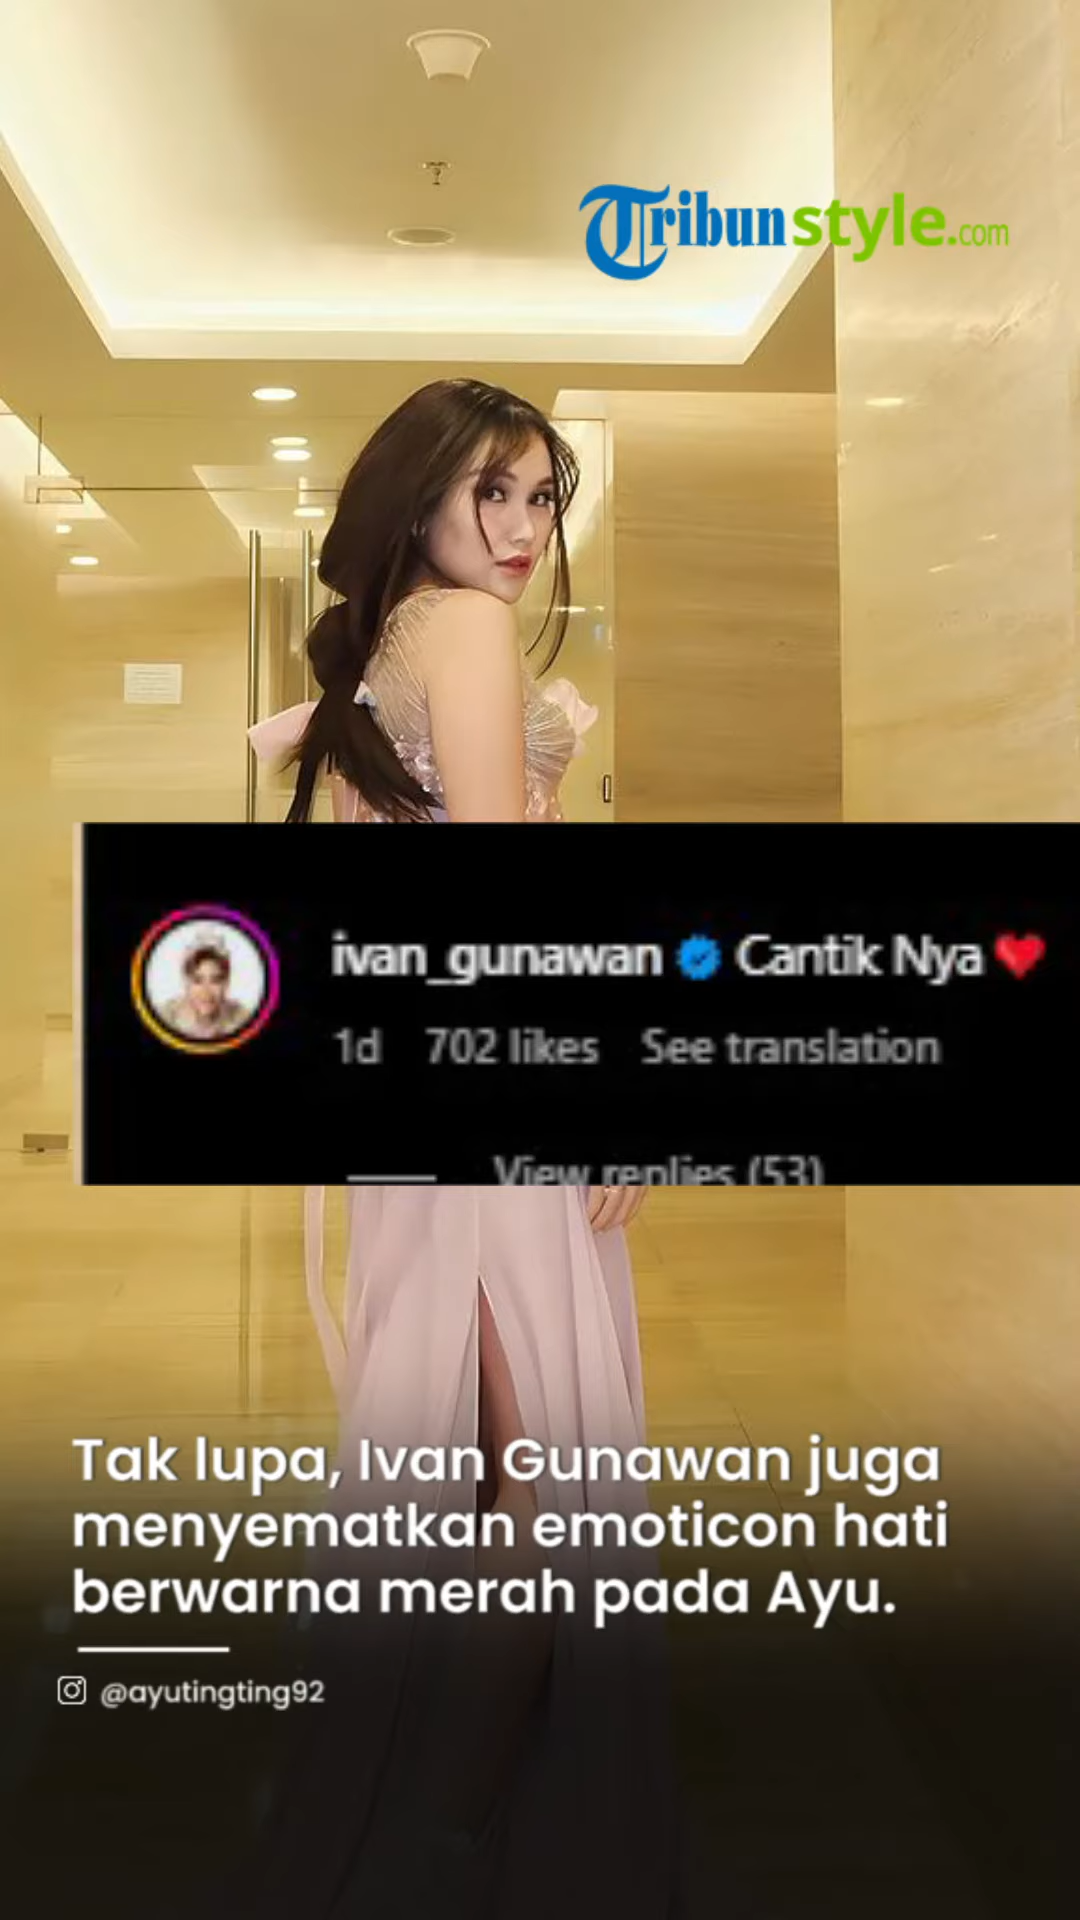 Tribunstyle.com
ivan_gunawan Cantik Nya ❤️
1d 702 likes See translation
View replies (53)
Tak lupa, Ivan Gunawan juga
menyematkan emoticon hati
berwarna merah pada Ayu.
@ayutingting92